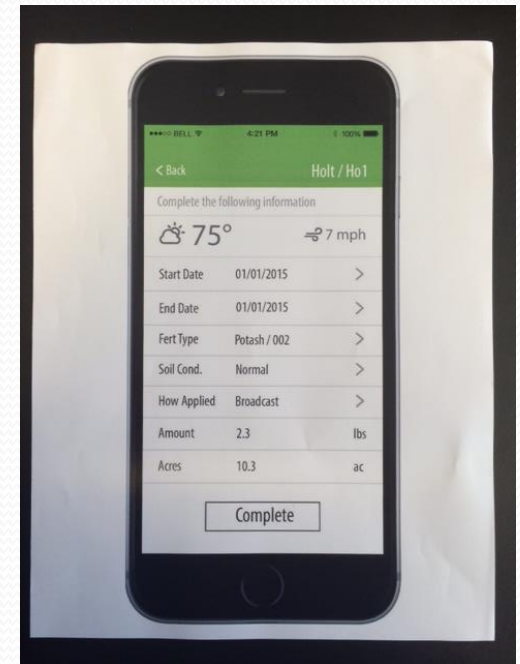 BELL 4:21 PM 100%
< Back Holt / Ho1
Complete the following information
75° 7 mph
Start Date 01/01/2015 >
End Date 01/01/2015 >
Fert Type Potash / 002 >
Soil Cond. Normal >
How Applied Broadcast >
Amount 2.3 lbs
Acres 10.3 ac
Complete